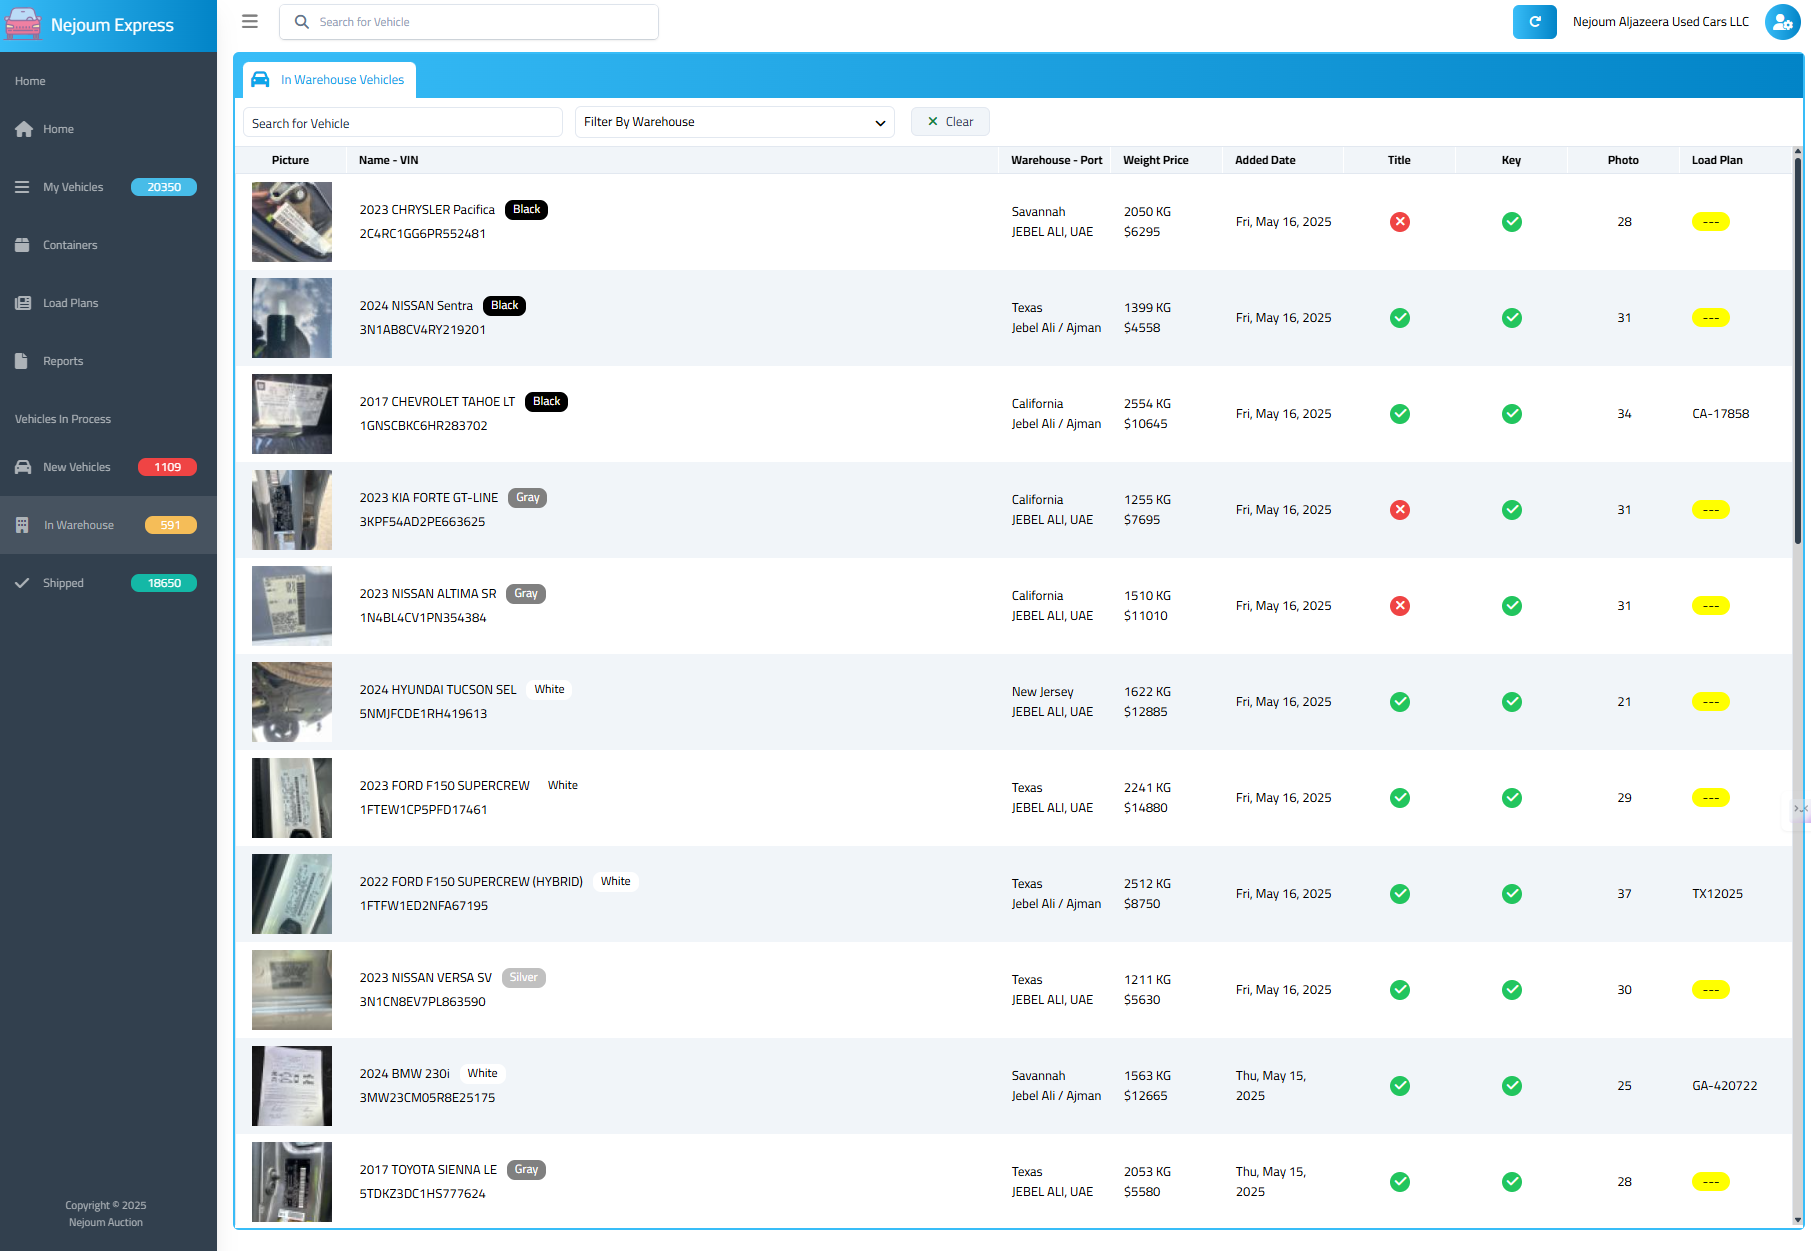 Nejoum Express
Search for Vehicle
Nejoum Aljazeera Used Cars LLC
Home
Home
My Vehicles 20350
Containers
Load Plans
Reports
Vehicles In Process
New Vehicles 1109
In Warehouse 591
Shipped 18650
Copyright © 2025
Nejoum Auction
In Warehouse Vehicles
Search for Vehicle Filter By Warehouse Clear
Picture Name - VIN Warehouse - Port Weight Price Added Date Title Key Photo Load Plan
2023 CHRYSLER Pacifica Black
2C4RC1GG6PR552481
Savannah
JEBEL ALI, UAE
2050 KG
$6295
Fri, May 16, 2025
28
---
2024 NISSAN Sentra Black
3N1AB8CV4RY219201
Texas
Jebel Ali / Ajman
1399 KG
$4558
Fri, May 16, 2025
31
---
2017 CHEVROLET TAHOE LT Black
1GNSCBKC6HR283702
California
Jebel Ali / Ajman
2554 KG
$10645
Fri, May 16, 2025
34
CA-17858
2023 KIA FORTE GT-LINE Gray
3KPF54AD2PE663625
California
JEBEL ALI, UAE
1255 KG
$7695
Fri, May 16, 2025
31
---
2023 NISSAN ALTIMA SR Gray
1N4BL4CV1PN354384
California
JEBEL ALI, UAE
1510 KG
$11010
Fri, May 16, 2025
31
---
2024 HYUNDAI TUCSON SEL White
5NMJFCDE1RH419613
New Jersey
JEBEL ALI, UAE
1622 KG
$12885
Fri, May 16, 2025
21
---
2023 FORD F150 SUPERCREW White
1FTEW1CP5PFD17461
Texas
JEBEL ALI, UAE
2241 KG
$14880
Fri, May 16, 2025
29
---
2022 FORD F150 SUPERCREW (HYBRID) White
1FTFW1ED2NFA67195
Texas
Jebel Ali / Ajman
2512 KG
$8750
Fri, May 16, 2025
37
TX12025
2023 NISSAN VERSA SV Silver
3N1CN8EV7PL863590
Texas
JEBEL ALI, UAE
1211 KG
$5630
Fri, May 16, 2025
30
---
2024 BMW 230i White
3MW23CM05R8E25175
Savannah
Jebel Ali / Ajman
1563 KG
$12665
Thu, May 15,
2025
25
GA-420722
2017 TOYOTA SIENNA LE Gray
5TDKZ3DC1HS777624
Texas
JEBEL ALI, UAE
2053 KG
$5580
Thu, May 15,
2025
28
---